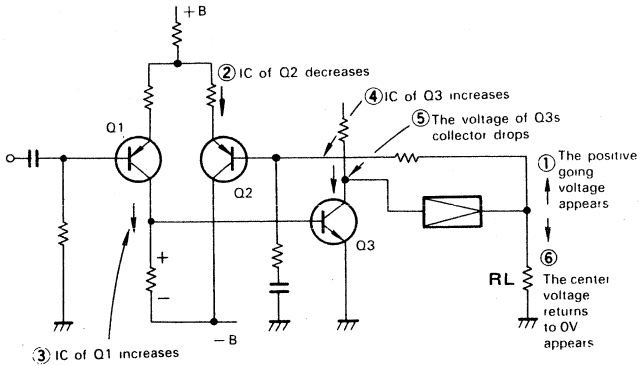 +B
② IC of Q2 decreases
④ IC of Q3 increases
⑤ The voltage of Q3s
collector drops
Q1
Q2
① The positive
going
voltage
appears
Q3
+
−
RL
⑥
The center
voltage
returns
to 0V
appears
−B
③ IC of Q1 increases